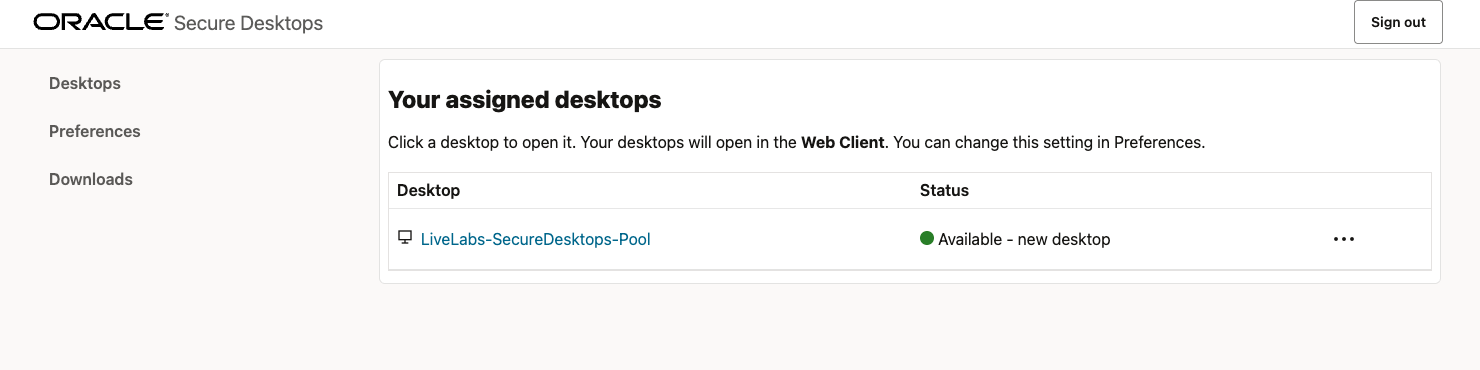 ORACLE Secure Desktops
Sign out
Desktops
Preferences
Downloads
Your assigned desktops
Click a desktop to open it. Your desktops will open in the Web Client. You can change this setting in Preferences.
Desktop Status
LiveLabs-SecureDesktops-Pool Available - new desktop